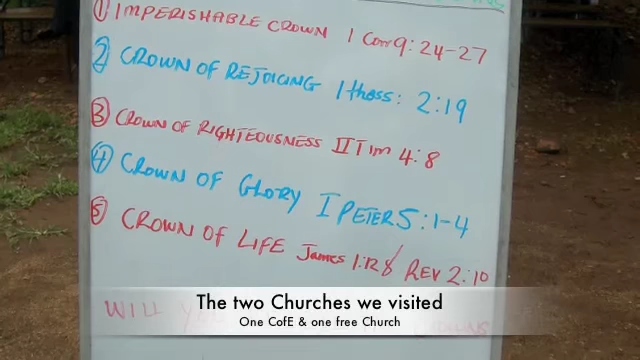 ① IMPERISHABLE CROWN 1 Corr 9: 24-27
② CROWN OF REJOICING 1 thess: 2:19
③ CROWN OF RIGHTEOUSNESS II Tim 4:8
④ CROWN OF GLORY I PETER 5:1-4
⑤ CROWN OF LIFE James 1:12 & REV 2:10
WILL
The two Churches we visited
One CofE & one free Church